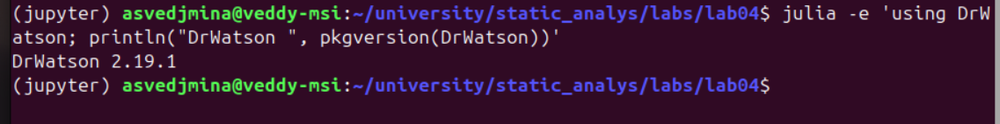 (jupyter) asvedjmina@veddy-msi:~/university/static_analys/labs/lab04$ julia -e 'using DrW
atson; println("DrWatson ", pkgversion(DrWatson))'
DrWatson 2.19.1
(jupyter) asvedjmina@veddy-msi:~/university/static_analys/labs/lab04$